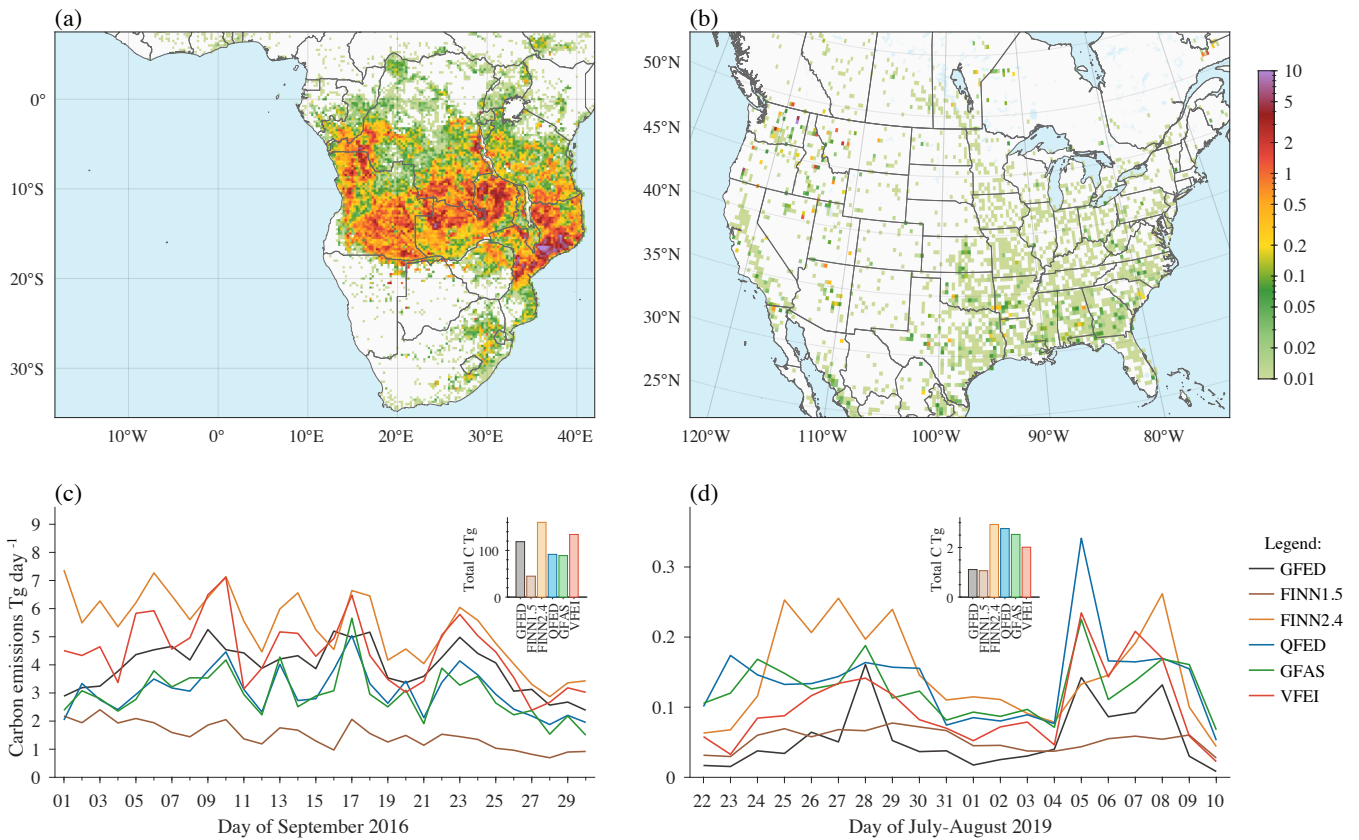 (a)
(b)
0°
10°S
20°S
30°S
10°W
0°
10°E
20°E
30°E
40°E
50°N
45°N
40°N
35°N
30°N
25°N
120°W
110°W
100°W
90°W
80°W
10
5
2
1
0.5
0.2
0.1
0.05
0.02
0.01
(c)
Carbon emissions Tg day -1
9
8
7
6
5
4
3
2
1
0
01 03 05 07 09 11 13 15 17 19 21 23 25 27 29
Day of September 2016
Total C Tg
100
0
GFED
FINN1.5
FINN2.4
QFED
GFAS
VFEI
(d)
0.3
0.2
0.1
0
22 23 24 25 26 27 28 29 30 31 01 02 03 04 05 06 07 08 09 10
Day of July-August 2019
Total C Tg
2
0
GFED
FINN1.5
FINN2.4
QFED
GFAS
VFEI
Legend:
GFED
FINN1.5
FINN2.4
QFED
GFAS
VFEI